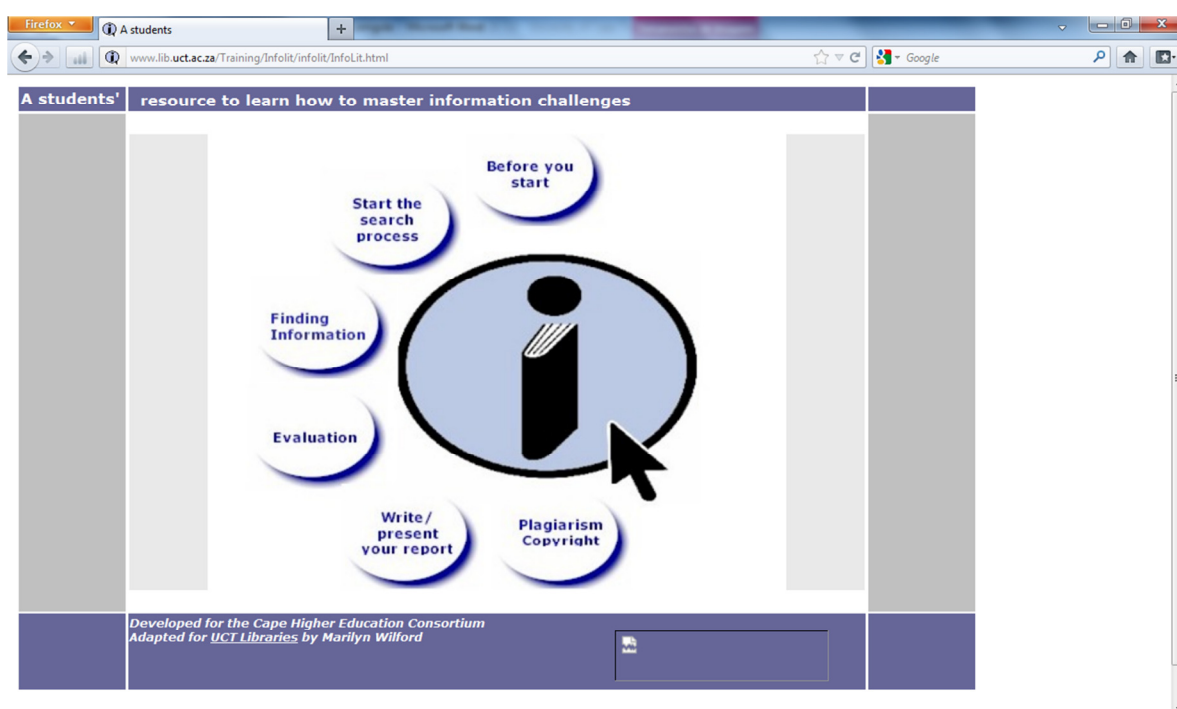 Firefox
A students
www.lib.uct.ac.za/Training/Infolit/infolit/InfoLit.html
Google
A students' resource to learn how to master information challenges
Before you
start
Start the
search
process
Finding
Information
Evaluation
Write/
present
your report
Plagiarism
Copyright
Developed for the Cape Higher Education Consortium
Adapted for UCT Libraries by Marilyn Wilford